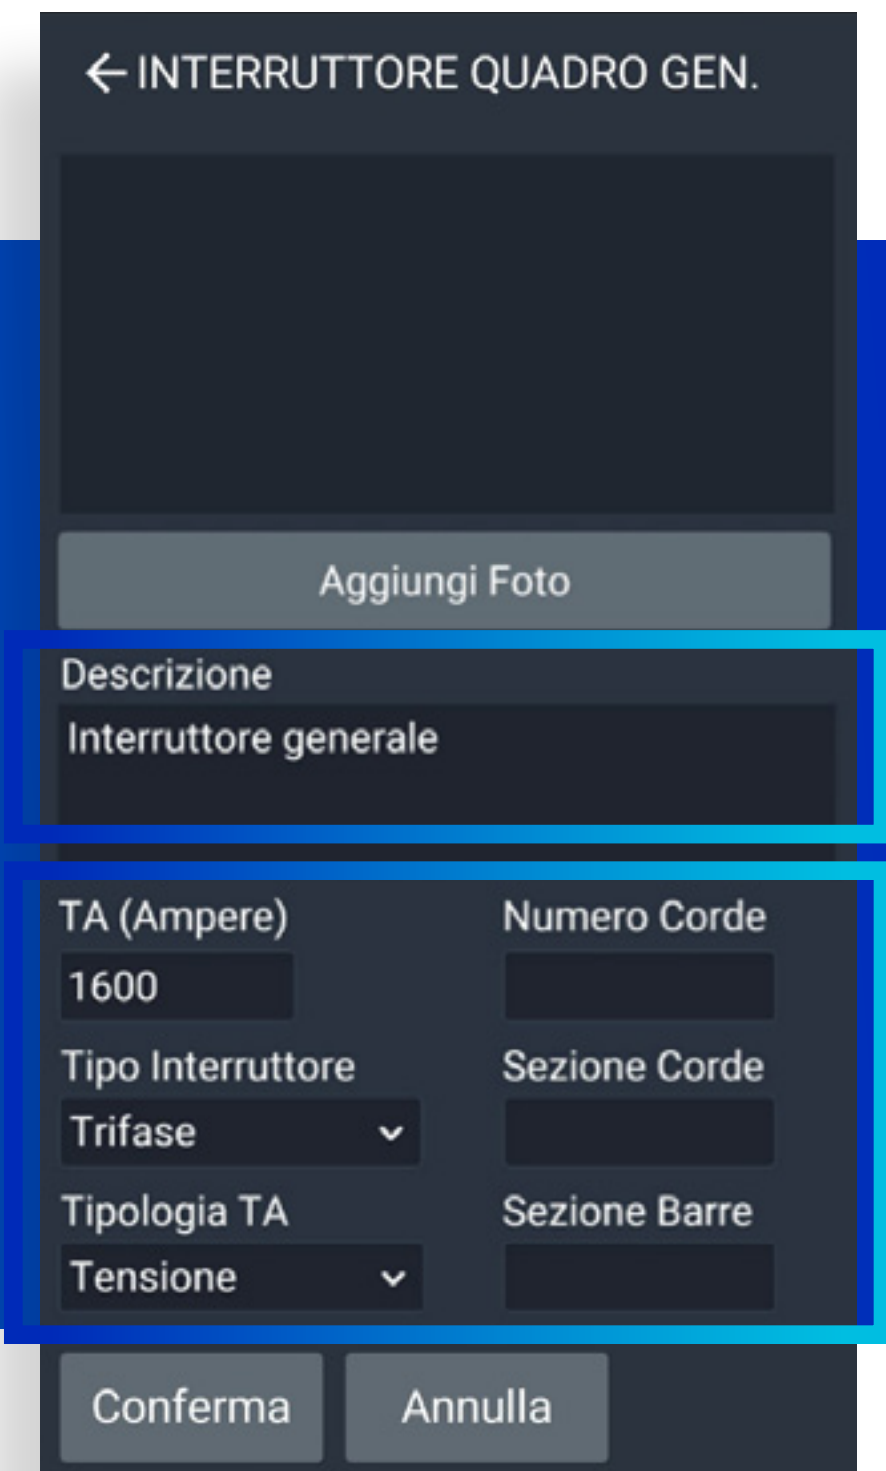 INTERRUTTORE QUADRO GEN.
Aggiungi Foto
Descrizione
Interruttore generale
TA (Ampere)
Numero Corde
1600
Tipo Interruttore
Sezione Corde
Trifase
Tipologia TA
Sezione Barre
Tensione
Conferma
Annulla